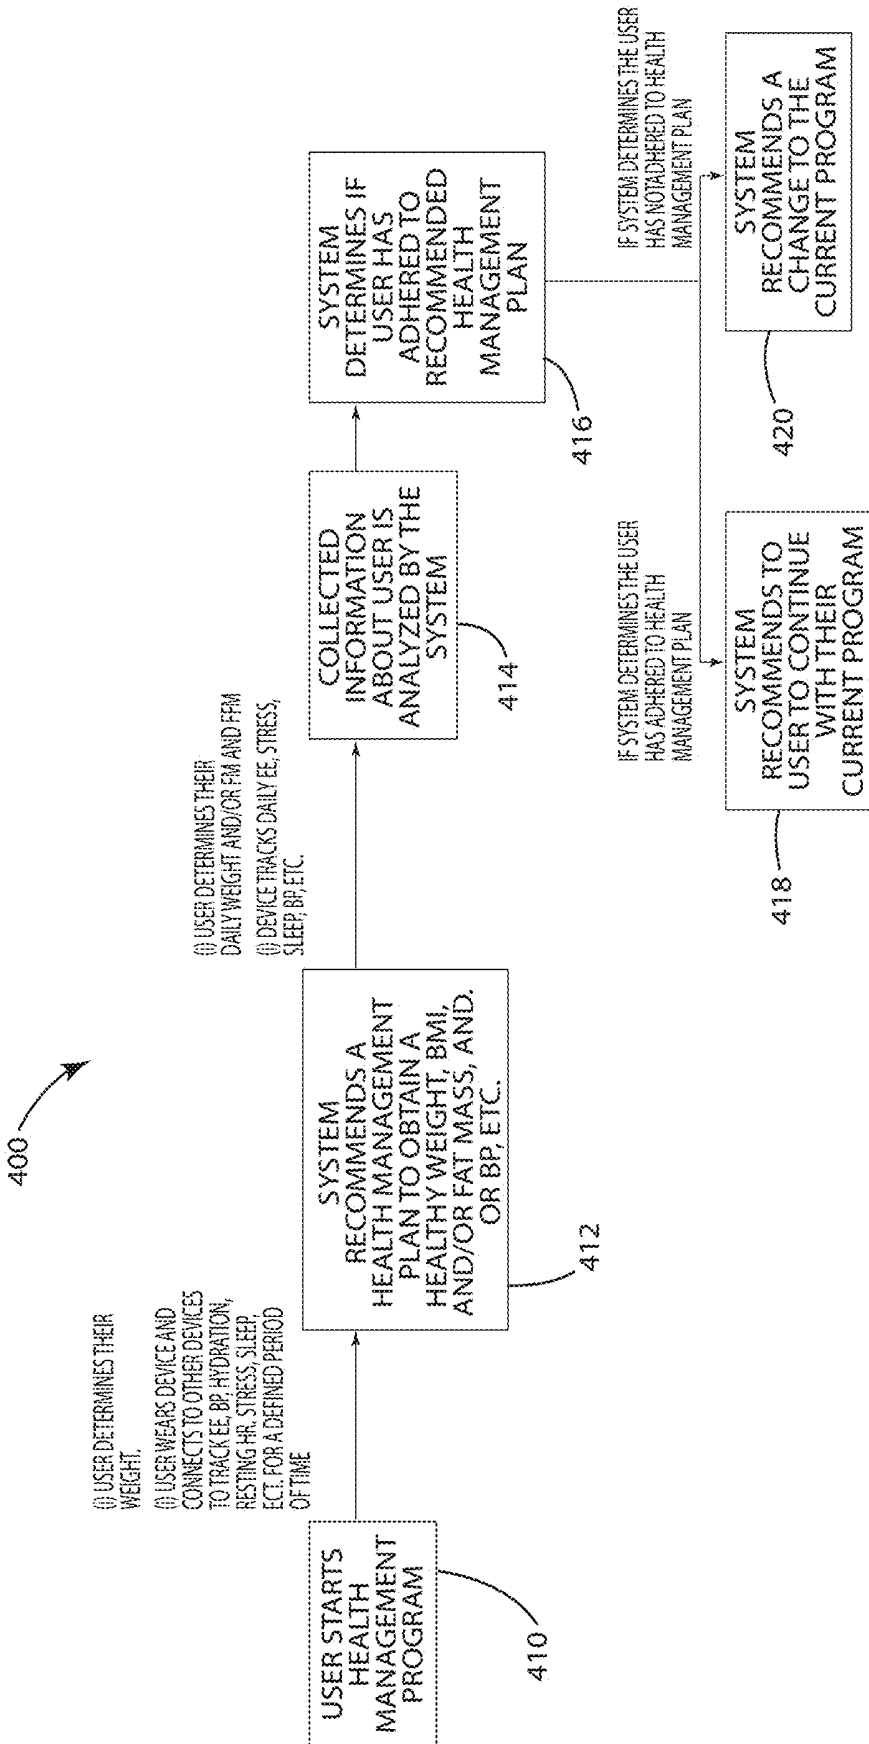 400
(I) USER DETERMINES THEIR
WEIGHT.
(I) USER WEARS DEVICE AND
CONNECTS TO OTHER DEVICES
TO TRACK EE, BP, HYDRATION,
RESTING HR, STRESS, SLEEP,
ECT. FOR A DEFINED PERIOD
OF TIME
USER STARTS
HEALTH
MANAGEMENT
PROGRAM
410
SYSTEM
RECOMMENDS A
HEALTH MANAGEMENT
PLAN TO OBTAIN A
HEALTHY WEIGHT, BMI,
AND/OR FAT MASS, AND.
OR BP, ETC.
412
(I) USER DETERMINES THEIR
DAILY WEIGHT AND/OR FM AND FFM
(I) DEVICE TRACKS DAILY EE, STRESS,
SLEEP, BP, ETC.
COLLECTED
INFORMATION
ABOUT USER IS
ANALYZED BY THE
SYSTEM
414
SYSTEM
DETERMINES IF
USER HAS
ADHERED TO
RECOMMENDED
HEALTH
MANAGEMENT
PLAN
416
IF SYSTEM DETERMINES THE USER
HAS ADHERED TO HEALTH
MANAGEMENT PLAN
SYSTEM
RECOMMENDS TO
USER TO CONTINUE
WITH THEIR
CURRENT PROGRAM
418
IF SYSTEM DETERMINES THE USER
HAS NOTADHERED TO HEALTH
MANAGEMENT PLAN
SYSTEM
RECOMMENDS A
CHANGE TO THE
CURRENT PROGRAM
420